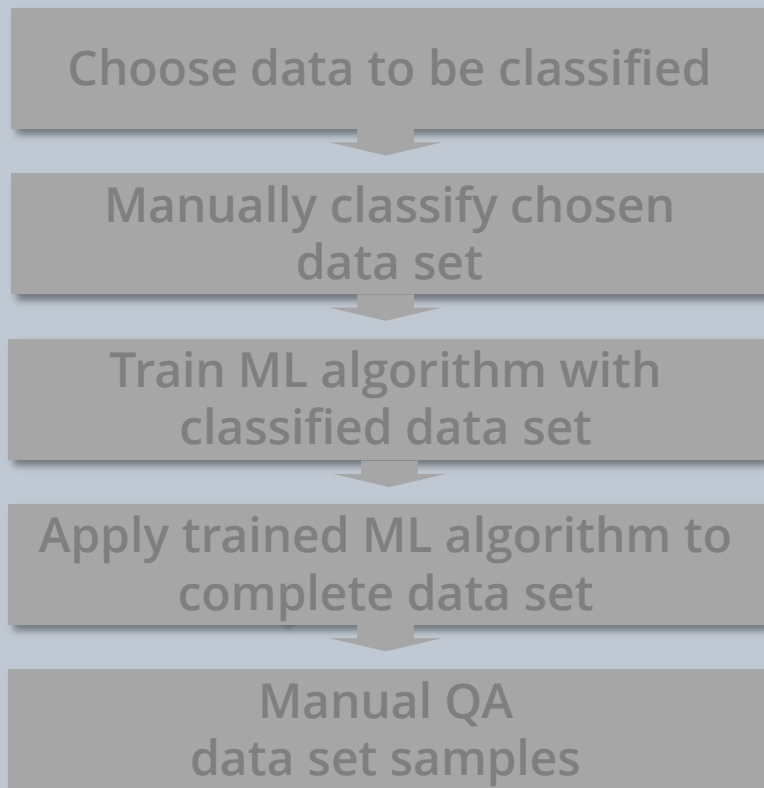 Choose data to be classified
Manually classify chosen
data set
Train ML algorithm with
classified data set
Apply trained ML algorithm to
complete data set
Manual QA
data set samples